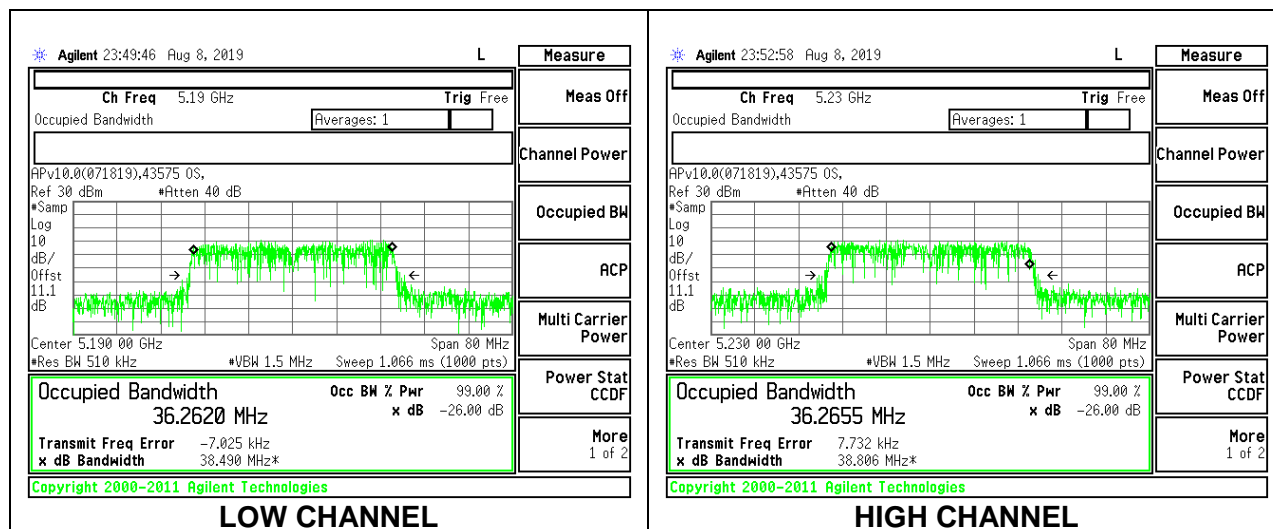 Agilent 23:49:46 Aug 8, 2019 L
Measure
Ch Freq 5.19 GHz Trig Free
Occupied Bandwidth Averages: 1
APv10.0(071819),43575 OS,
Ref 30 dBm #Atten 40 dB
#Samp
Log
10
dB/
Offst
11.1
dB
Center 5.190 00 GHz Span 80 MHz
#Res BW 510 kHz #VBW 1.5 MHz Sweep 1.066 ms (1000 pts)
Occupied Bandwidth Occ BW % Pwr 99.00 %
36.2620 MHz x dB -26.00 dB
Transmit Freq Error -7.025 kHz
x dB Bandwidth 38.490 MHz*
Copyright 2000-2011 Agilent Technologies
Meas Off
Channel Power
Occupied BW
ACP
Multi Carrier
Power
Power Stat
CCDF
More
1 of 2
LOW CHANNEL
Agilent 23:52:58 Aug 8, 2019 L
Measure
Ch Freq 5.23 GHz Trig Free
Occupied Bandwidth Averages: 1
APv10.0(071819),43575 OS,
Ref 30 dBm #Atten 40 dB
#Samp
Log
10
dB/
Offst
11.1
dB
Center 5.230 00 GHz Span 80 MHz
#Res BW 510 kHz #VBW 1.5 MHz Sweep 1.066 ms (1000 pts)
Occupied Bandwidth Occ BW % Pwr 99.00 %
36.2655 MHz x dB -26.00 dB
Transmit Freq Error 7.732 kHz
x dB Bandwidth 38.806 MHz*
Copyright 2000-2011 Agilent Technologies
Meas Off
Channel Power
Occupied BW
ACP
Multi Carrier
Power
Power Stat
CCDF
More
1 of 2
HIGH CHANNEL